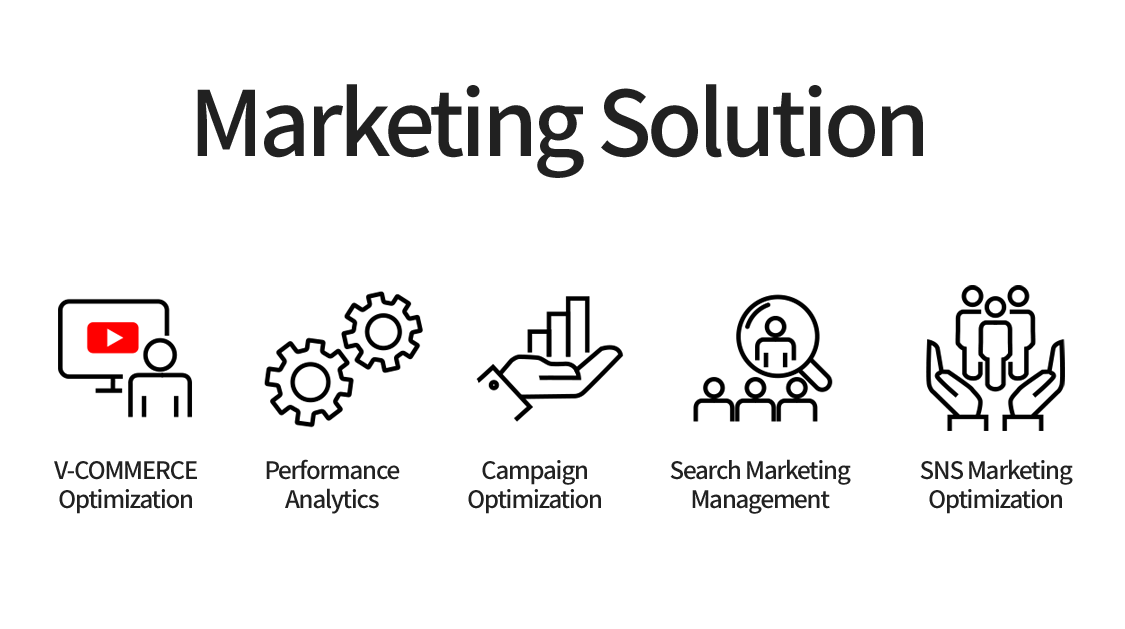 Marketing Solution
V-COMMERCE
Optimization
Performance
Analytics
Campaign
Optimization
Search Marketing
Management
SNS Marketing
Optimization